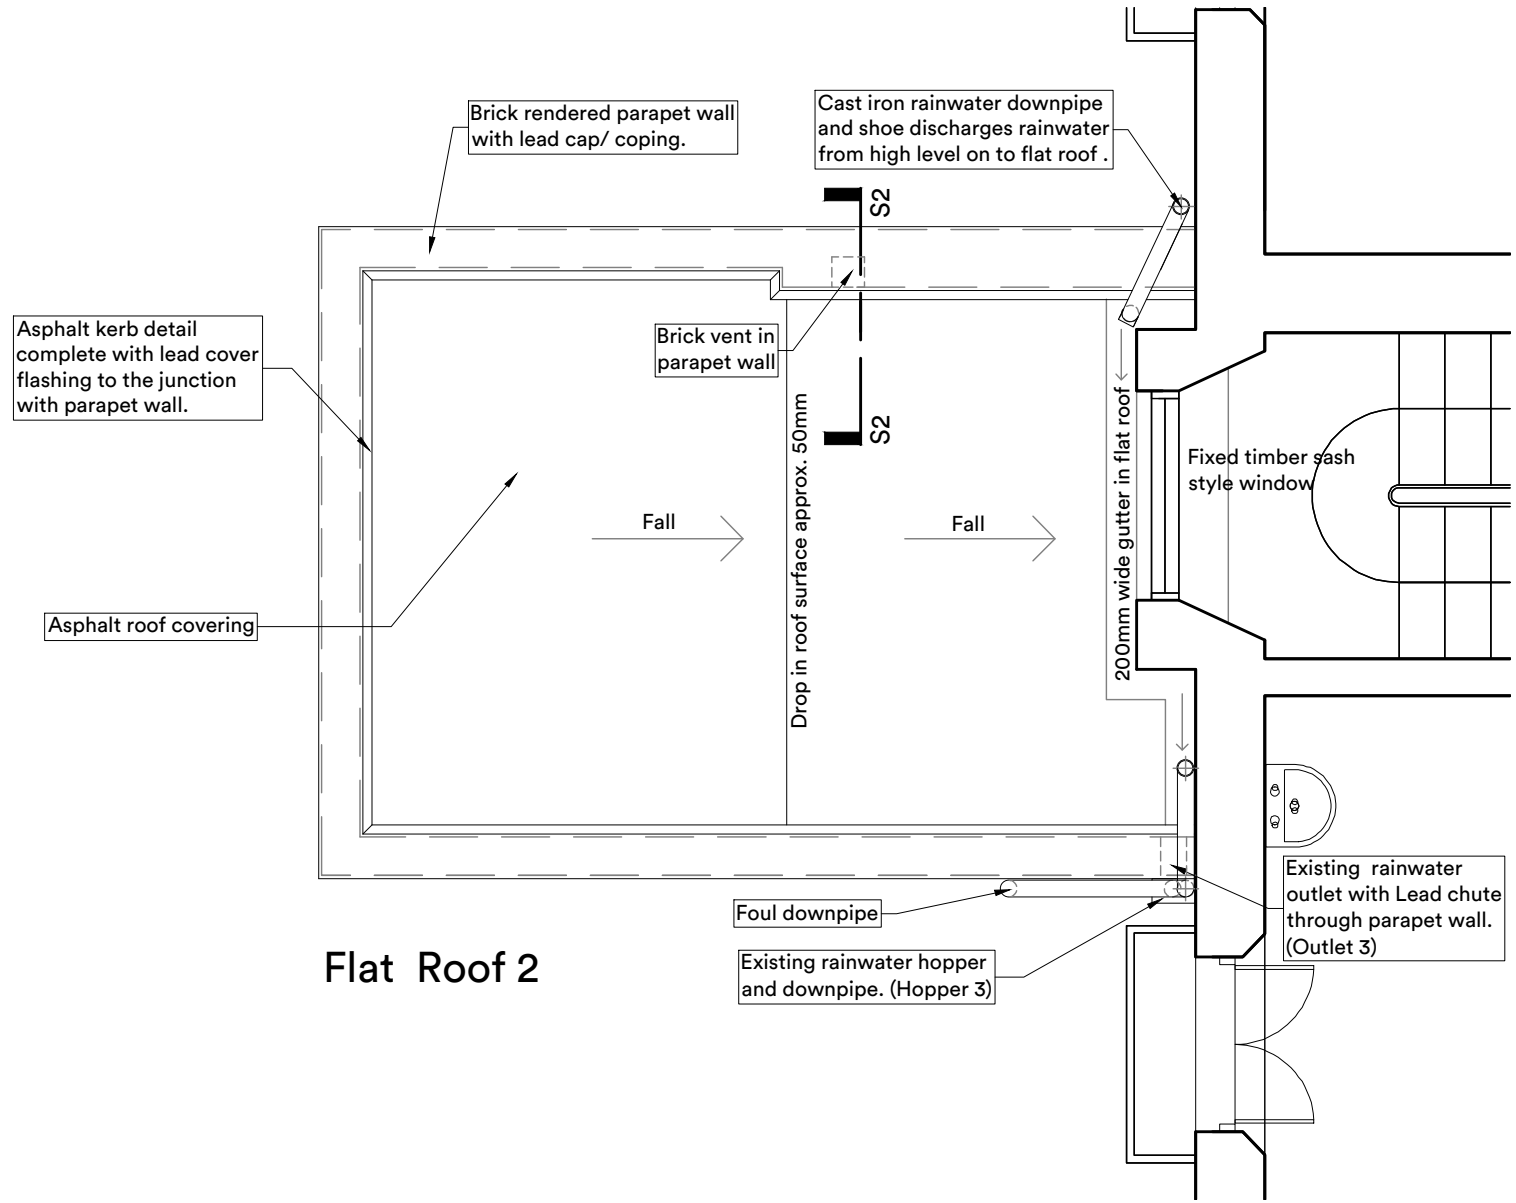 Brick rendered parapet wall
with lead cap/ coping.
Cast iron rainwater downpipe
and shoe discharges rainwater
from high level on to flat roof .
S2
Asphalt kerb detail
complete with lead cover
flashing to the junction
with parapet wall.
Brick vent in
parapet wall
S2
Drop in roof surface approx. 50mm
200mm wide gutter in flat roof
Fixed timber sash
style window
Fall
Fall
Asphalt roof covering
Foul downpipe
Existing rainwater
outlet with Lead chute
through parapet wall.
(Outlet 3)
Existing rainwater hopper
and downpipe. (Hopper 3)
Flat Roof 2